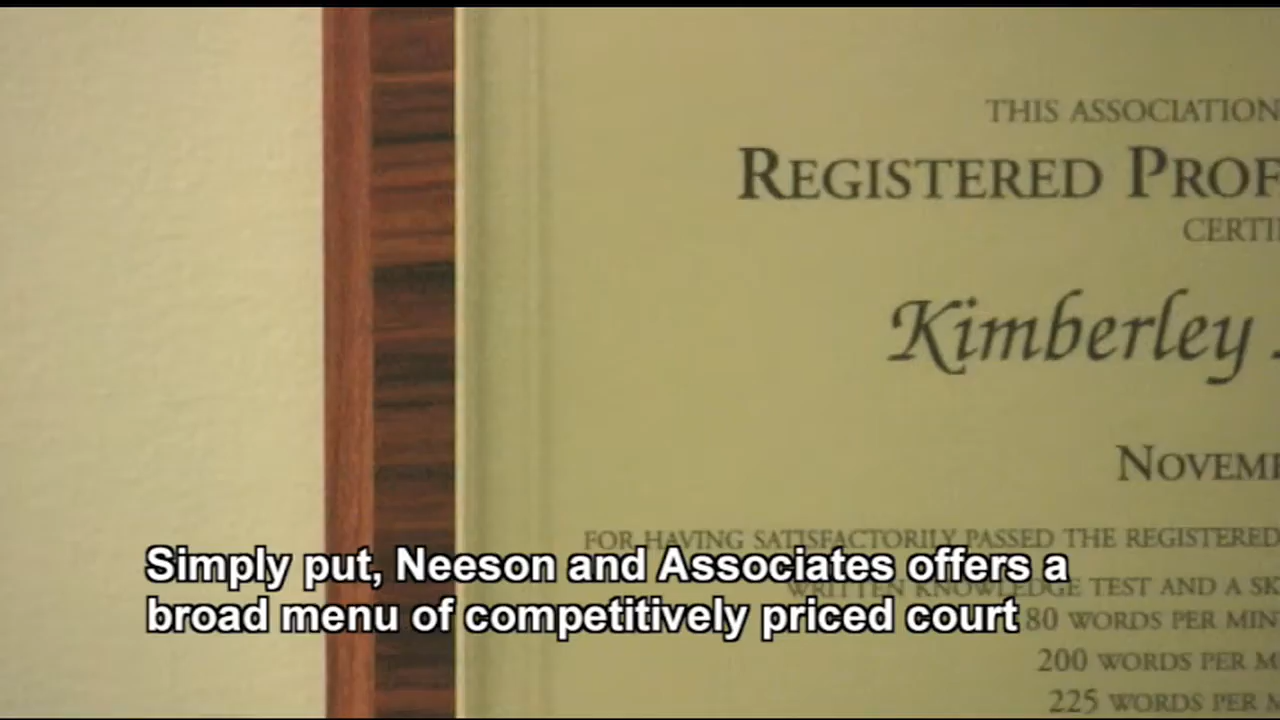 THIS ASSOCIATION
REGISTERED PROF
CERTI
Kimberley
NOVEM
FOR HAVING SATISFACTORILY PASSED THE REGISTERED
WRITTEN KNOWLEDGE TEST AND A SK
80 WORDS PER MIN
200 WORDS PER M
225 WORDS PER M
Simply put, Neeson and Associates offers a
broad menu of competitively priced court